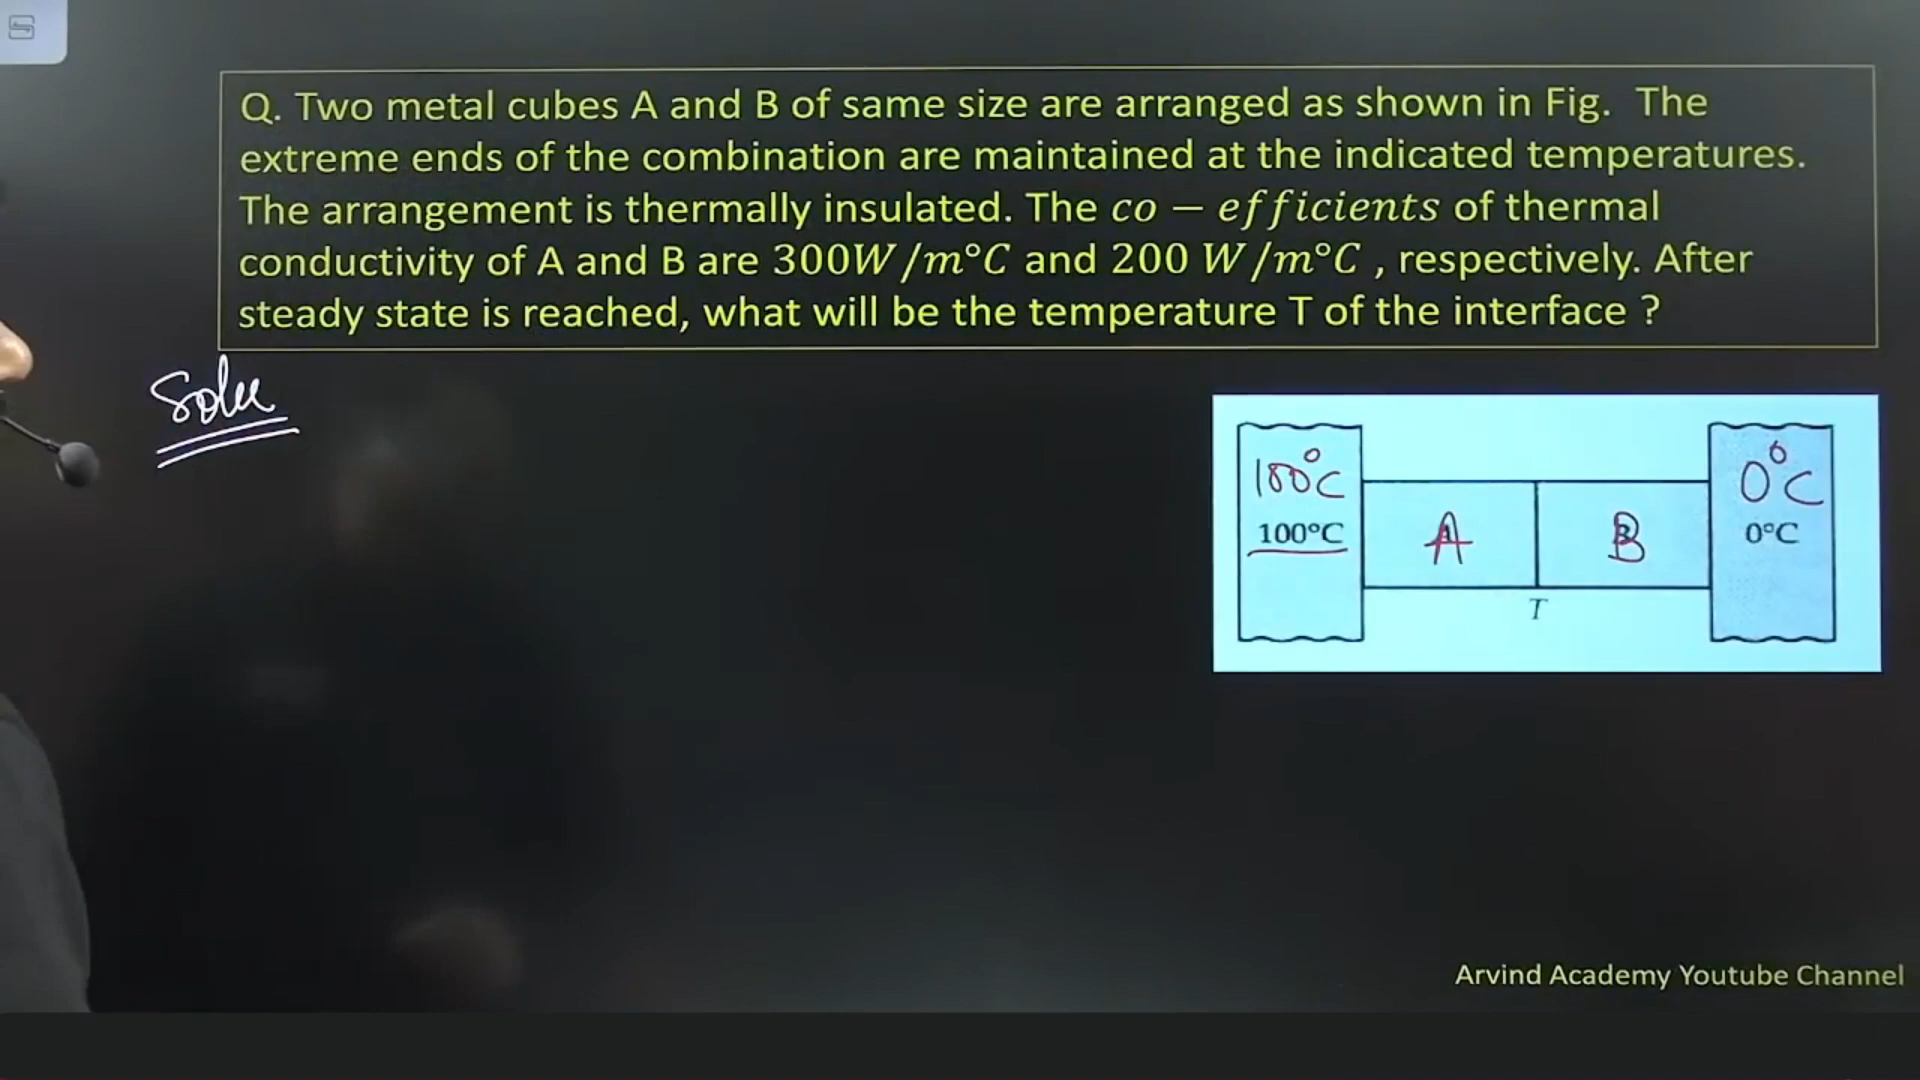 Q. Two metal cubes A and B of same size are arranged as shown in Fig. The
extreme ends of the combination are maintained at the indicated temperatures.
The arrangement is thermally insulated. The co − efficients of thermal
conductivity of A and B are 300W/m°C and 200 W/m°C , respectively. After
steady state is reached, what will be the temperature T of the interface ?
Solu
100°C
0°C
100°C
A
B
0°C
T
Arvind Academy Youtube Channel